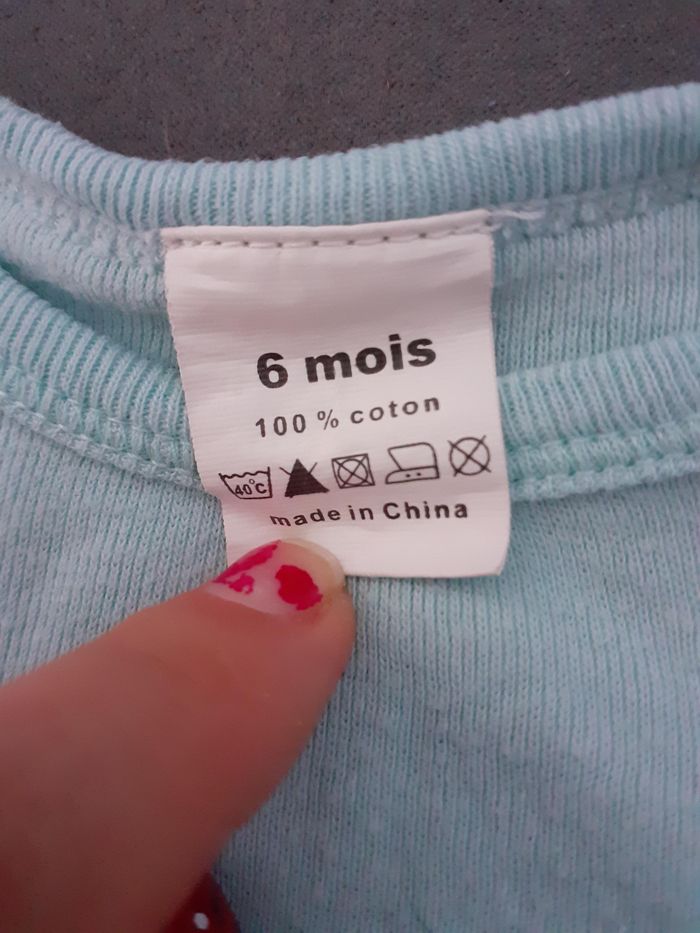 6 mois
100 % coton
40°C
made in China